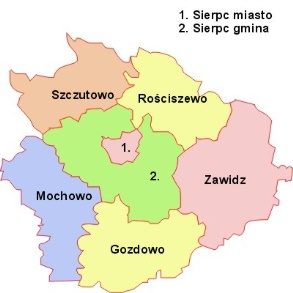 1. Sierpc miasto
2. Sierpc gmina
Szczutowo
Rościszewo
1.
2.
Zawidz
Mochowo
Gozdowo